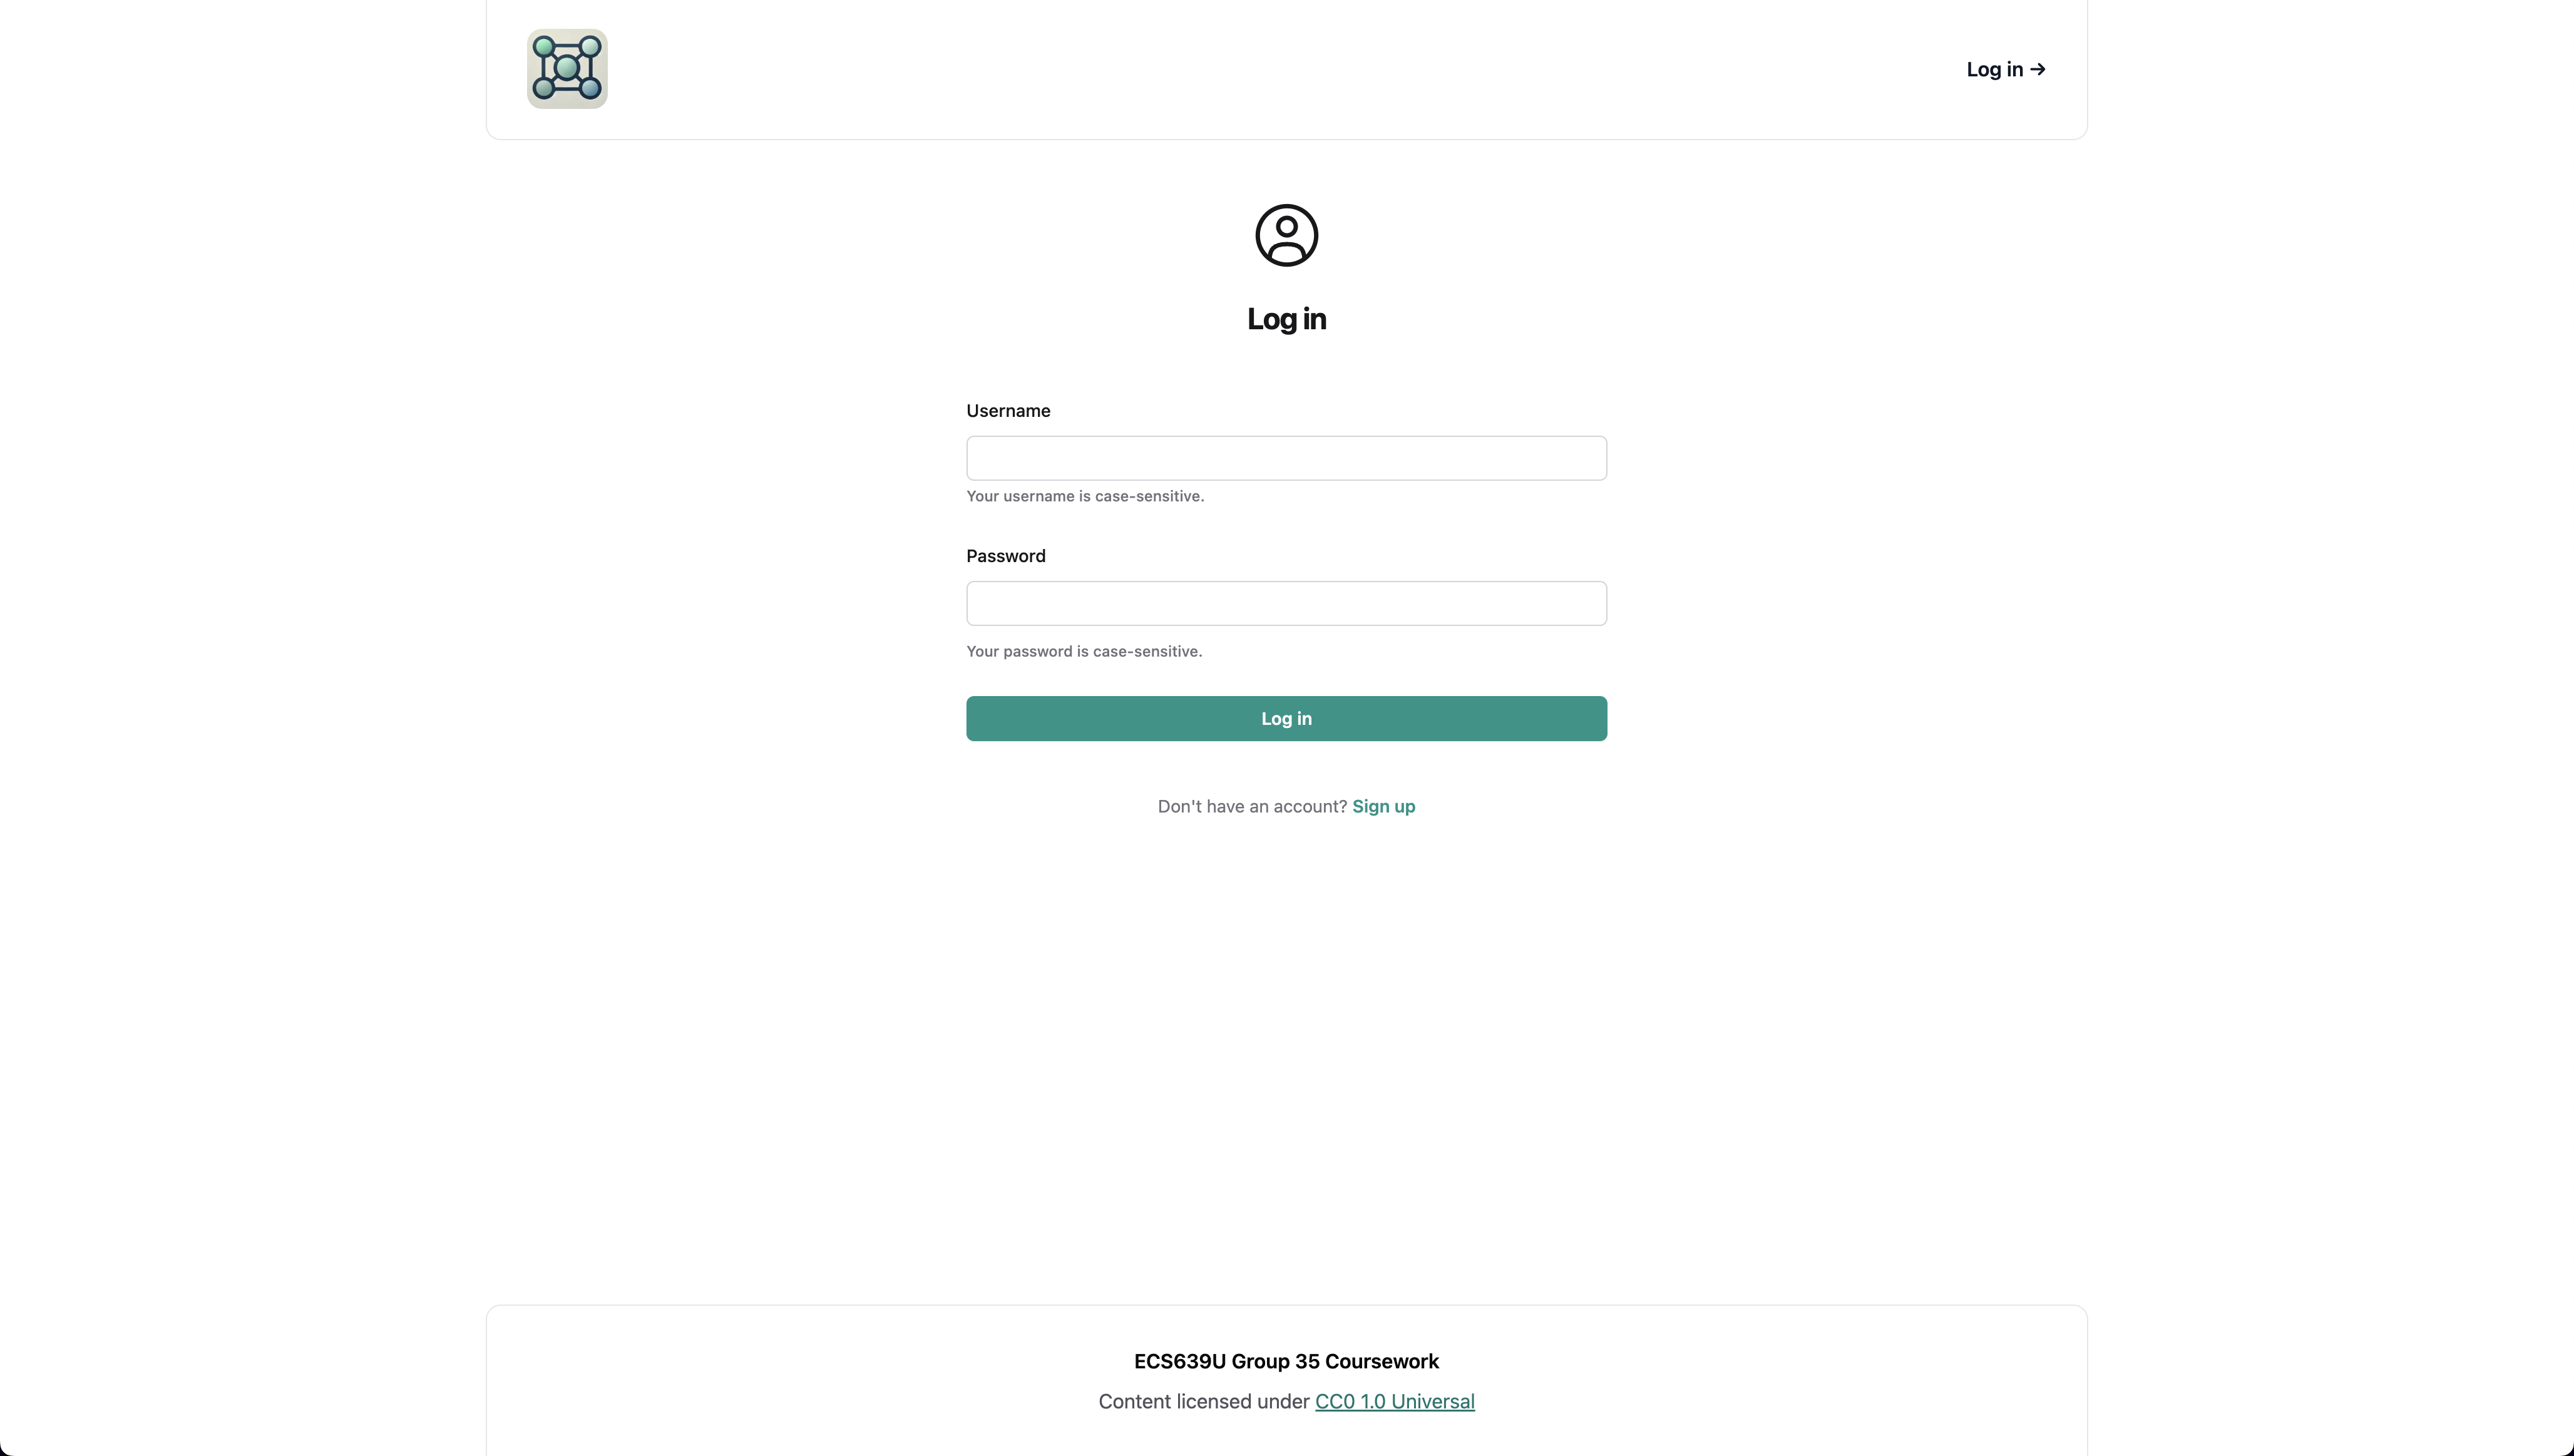 Log in →
Log in
Username
Your username is case-sensitive.
Password
Your password is case-sensitive.
Log in
Don't have an account? Sign up
ECS639U Group 35 Coursework
Content licensed under CC0 1.0 Universal